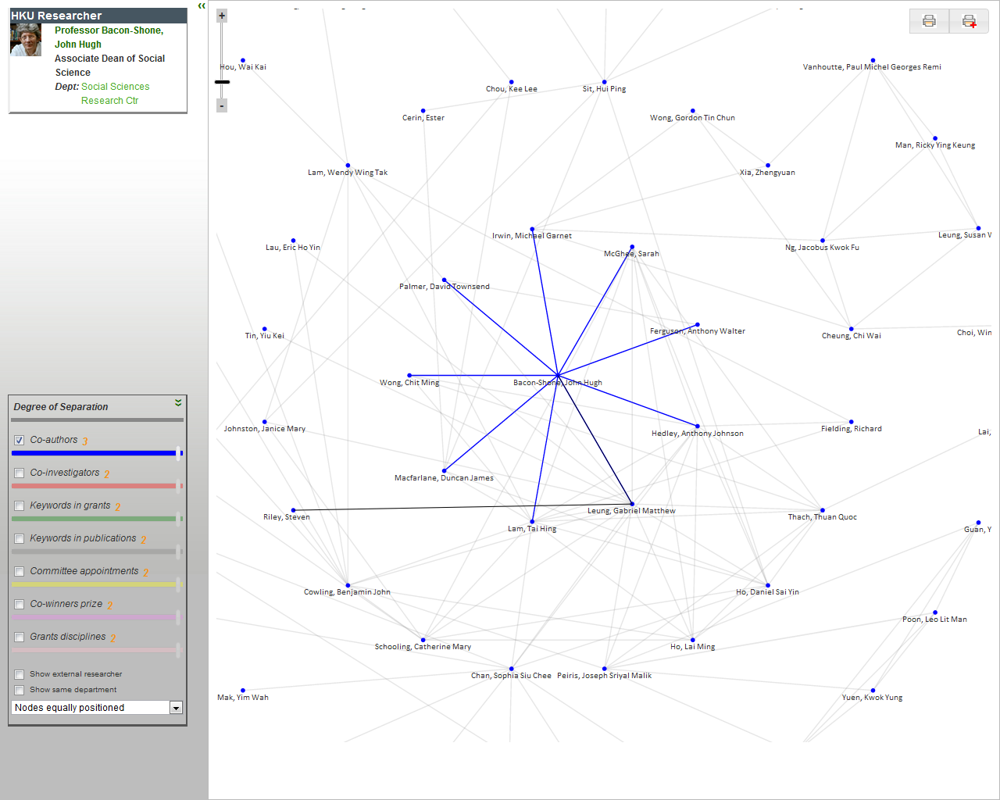 HKU Researcher
Professor Bacon-Shone,
John Hugh
Associate Dean of Social
Science
Dept: Social Sciences
Research Ctr
Degree of Separation
Co-authors 3
Co-investigators 2
Keywords in grants 2
Keywords in publications 2
Committee appointments 2
Co-winners prize 2
Grants disciplines 2
Show external researcher
Show same department
Nodes equally positioned
+
-
Hou, Wai Kai
Vanhoutte, Paul Michel Georges Remi
Chou, Kee Lee
Sit, Hui Ping
Cerin, Ester
Wong, Gordon Tin Chun
Man, Ricky Ying Keung
Lam, Wendy Wing Tak
Xia, Zhengyuan
Irwin, Michael Garnet
Leung, Susan
Lau, Eric Ho Yin
Ng, Jacobus Kwok Fu
McGhee, Sarah
Palmer, David Townsend
Ferguson, Anthony Walter
Tin, Yiu Kei
Cheung, Chi Wai
Choi, Win
Wong, Chit Ming
Bacon-Shone, John Hugh
Johnston, Janice Mary
Hedley, Anthony Johnson
Fielding, Richard
Lai,
Macfarlane, Duncan James
Riley, Steven
Leung, Gabriel Matthew
Thach, Thuan Quoc
Lam, Tai Hing
Guan, Y
Cowling, Benjamin John
Ho, Daniel Sai Yin
Poon, Leo Lit Man
Schooling, Catherine Mary
Ho, Lai Ming
Chan, Sophia Siu Chee
Peiris, Joseph Sriyal Malik
Mak, Yim Wah
Yuen, Kwok Yung